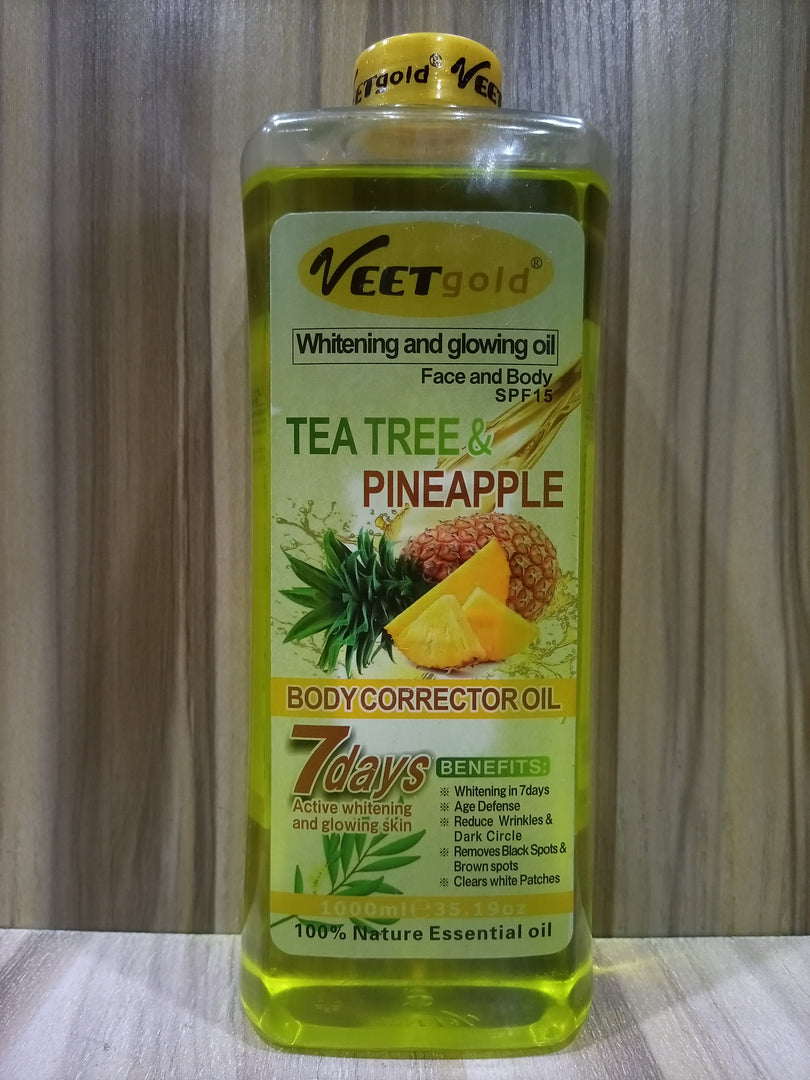 VEETgold® VEET
VEETgold®
Whitening and glowing oil
Face and Body
SPF15
TEA TREE &
PINEAPPLE
BODY CORRECTOR OIL
7days
Active whitening
and glowing skin
BENEFITS:
※ Whitening in 7days
※ Age Defense
※ Reduce Wrinkles &
Dark Circle
※ Removes Black Spots &
Brown spots
※ Clears white Patches
1000ml℮35.19oz
100% Nature Essential oil